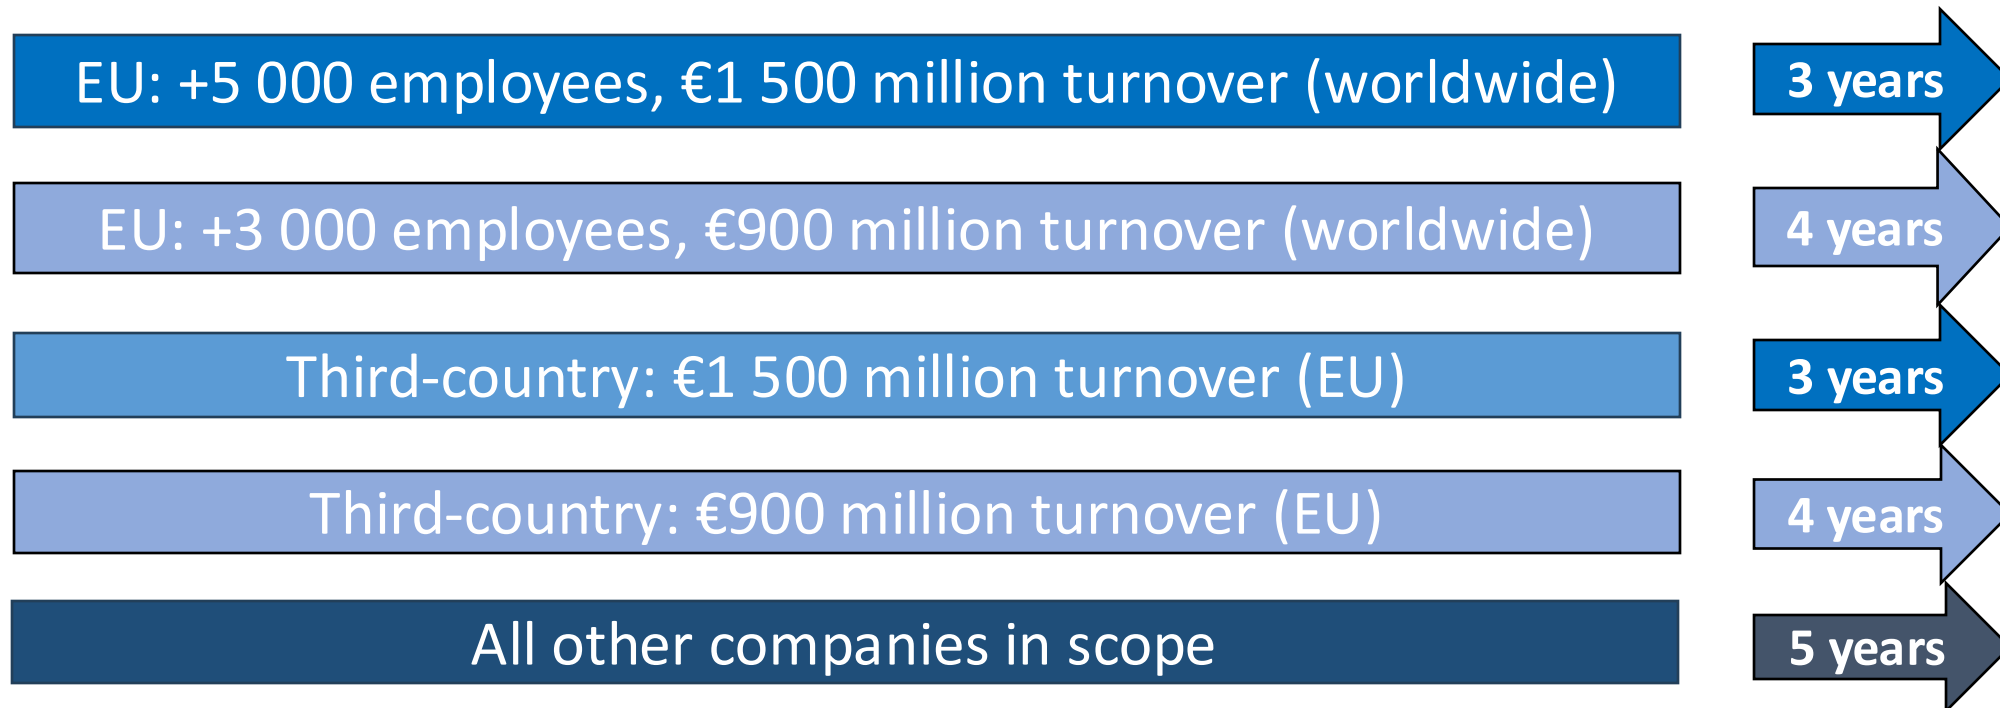 EU: +5 000 employees, €1 500 million turnover (worldwide)
3 years
EU: +3 000 employees, €900 million turnover (worldwide)
4 years
Third-country: €1 500 million turnover (EU)
3 years
Third-country: €900 million turnover (EU)
4 years
All other companies in scope
5 years